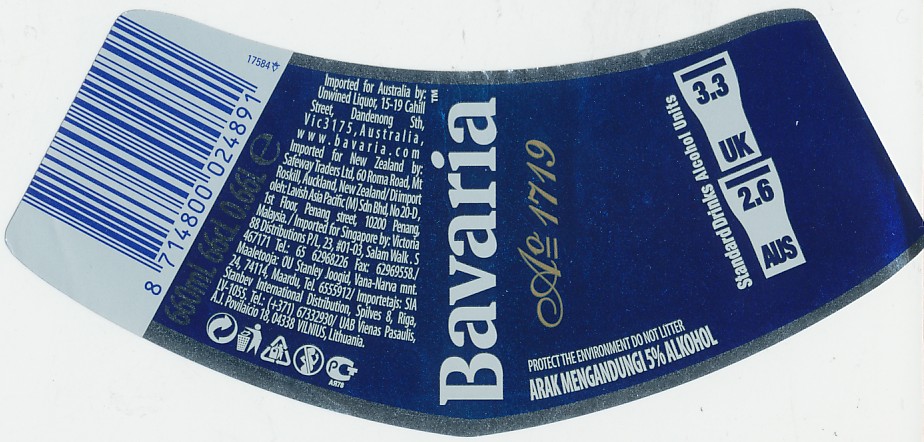 17584
8 714800 024891
660mL 66cl 0.66L e
Imported for Australia by:
Unwined Liquor, 15-19 Cahill
Street, Dandenong Sth,
Vic3175, Australia,
www.bavaria.com
Imported for New Zealand by:
Safeway Traders Ltd, 60 Roma Road, Mt
Roskill, Auckland, New Zealand/ Di import
oleh: Lavish Asia Pacific (M) Sdn Bhd, No 20-D,
1st Floor, Penang street, 10200 Penang,
Malaysia./ Imported for Singapore by: Victoria
88 Distributions P/L, 23, #01-03, Salam Walk . S
467171 Tel.: 65 62968226 Fax: 62969558./
Maaletooja: OU Stanley Joogid, Vana-Narva mnt.
24, 74114, Maardu, Tel. 6555912/ Importetajs: SIA
Stanbev International Distribution, Spilves 8, Riga,
LV-1055. Tel.: (+371) 67332930/ UAB Vienas Pasaulis,
A.J. Povilaicio 18, 04338 VILNIUS, Lithuania.
АЯ78
Bavaria™
Ao=1719
PROTECT THE ENVIRONMENT DO NOT LITTER
ARAK MENGANDUNGI 5% ALKOHOL
Standard Drinks Alcohol Units
3.3
UK
2.6
AUS